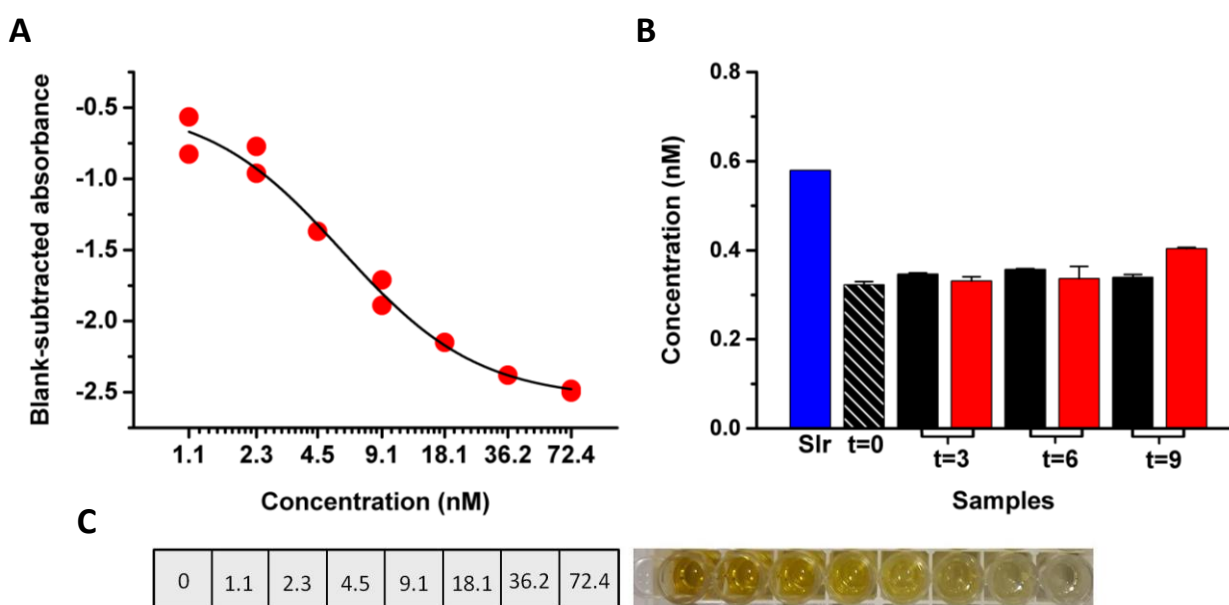 A
B
Blank-subtracted absorbance
-0.5
-1.0
-1.5
-2.0
-2.5
1.1 2.3 4.5 9.1 18.1 36.2 72.4
Concentration (nM)
Concentration (nM)
0.8
0.6
0.4
0.2
0.0
Slr t=0 t=3 t=6 t=9
Samples
C
0 1.1 2.3 4.5 9.1 18.1 36.2 72.4